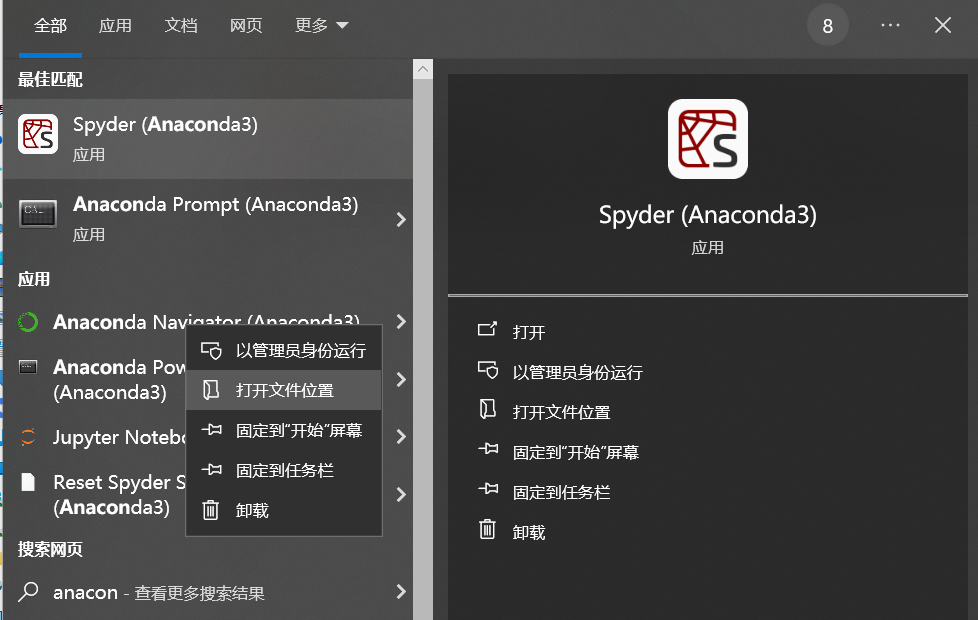 全部 应用 文档 网页 更多 8 ...
最佳匹配
Spyder (Anaconda3)
应用
Anaconda Prompt (Anaconda3)
应用
应用
Anaconda Navigator (Anaconda3)
Anaconda Pow
(Anaconda3)
Jupyter Notebo
Reset Spyder S
(Anaconda3)
搜索网页
anacon - 查看更多搜索结果
以管理员身份运行
打开文件位置
固定到“开始”屏幕
固定到任务栏
卸载
Spyder (Anaconda3)
应用
打开
以管理员身份运行
打开文件位置
固定到“开始”屏幕
固定到任务栏
卸载